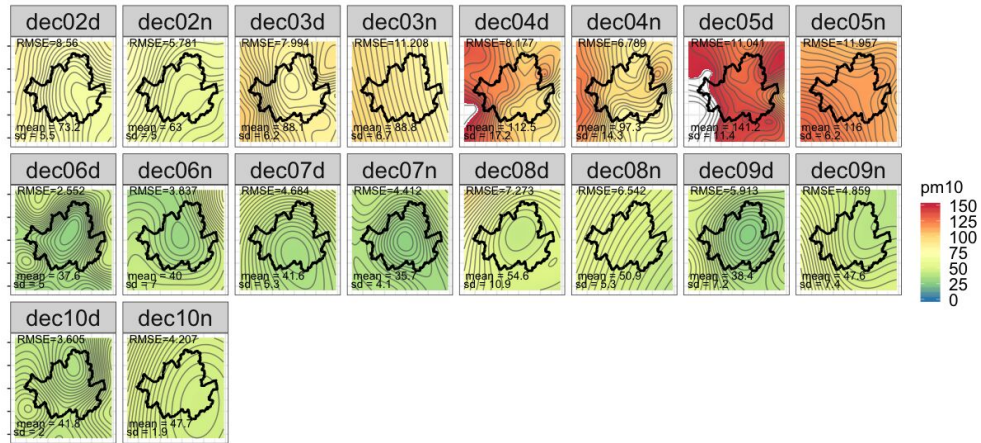 dec02d dec02n dec03d dec03n dec04d dec04n dec05d dec05n
RMSE=8.56 RMSE=5.781 RMSE=7.994 RMSE=11.208 RMSE=8.177 RMSE=6.789 RMSE=11.041 RMSE=11.957
mean = 73.2 mean = 63 mean = 88.1 mean = 88.8 mean = 112.5 mean = 97.3 mean = 141.2 mean = 116
sd = 5.5 sd = 5 sd = 6.2 sd = 6.7 sd = 17.2 sd = 14.3 sd = 11.4 sd = 6.2
dec06d dec06n dec07d dec07n dec08d dec08n dec09d dec09n
RMSE=2.552 RMSE=3.837 RMSE=4.684 RMSE=4.412 RMSE=7.273 RMSE=6.542 RMSE=5.913 RMSE=4.859
mean = 37.6 mean = 40 mean = 41.6 mean = 35.7 mean = 54.6 mean = 50.9 mean = 38.4 mean = 47.6
sd = 5 sd = 7 sd = 5.3 sd = 4.1 sd = 10.9 sd = 5.3 sd = 7.2 sd = 7.4
pm10
150
125
100
75
50
25
0
dec10d dec10n
RMSE=3.605 RMSE=4.207
mean = 41.8 mean = 47.7
sd = 2 sd = 1.9